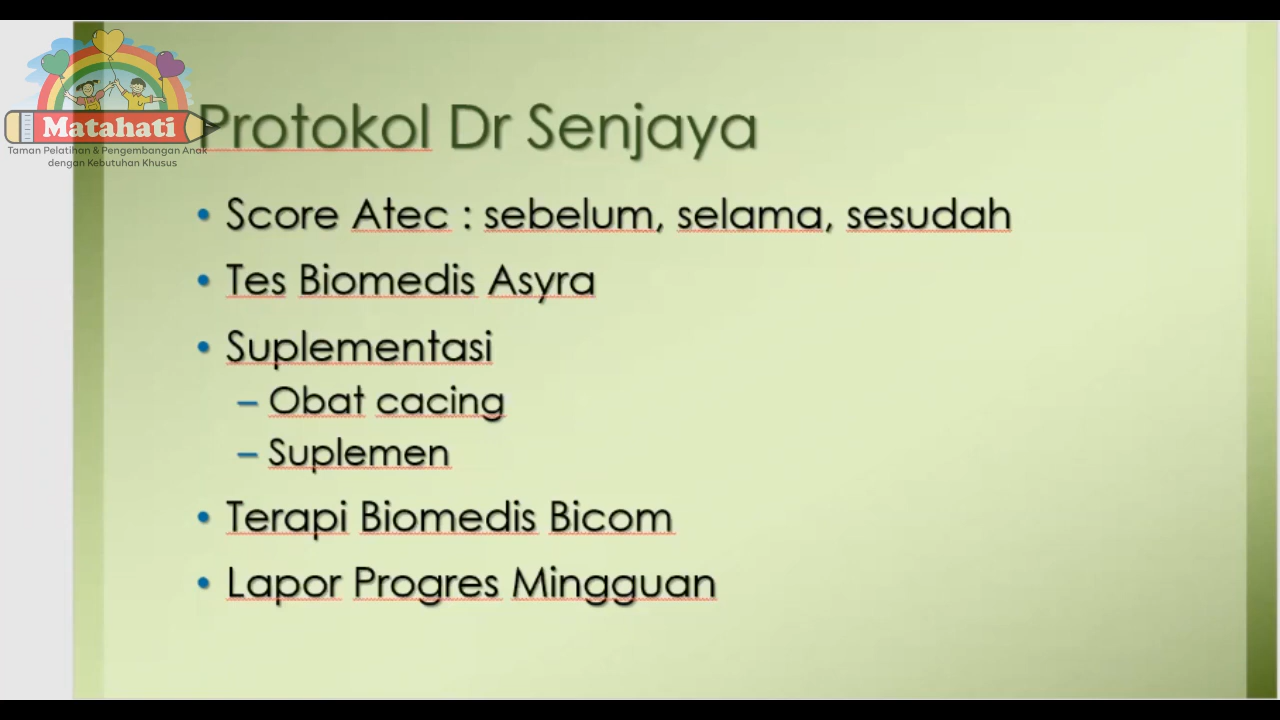 Matahati
Taman Pelatihan & Pengembangan Anak
dengan Kebutuhan Khusus
Protokol Dr Senjaya
• Score Atec : sebelum, selama, sesudah
• Tes Biomedis Asyra
• Suplementasi
– Obat cacing
– Suplemen
• Terapi Biomedis Bicom
• Lapor Progres Mingguan